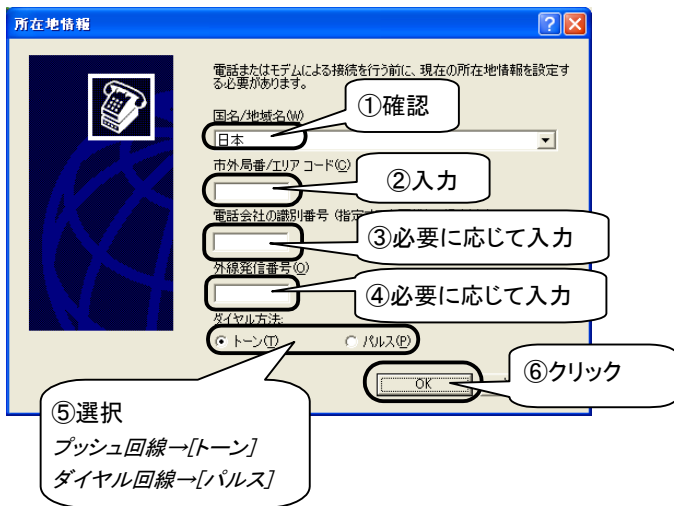 所在地情報
電話またはモデムによる接続を行う前に、現在の所在地情報を設定す
る必要があります。
国名/地域名(W)
①確認
日本
市外局番/エリア コード(C)
②入力
電話会社の識別番号 (指定
③必要に応じて入力
外線発信番号(O)
④必要に応じて入力
ダイヤル方法:
トーン(T)
パルス(P)
OK
⑥クリック
⑤選択
プッシュ回線→[トーン]
ダイヤル回線→[パルス]